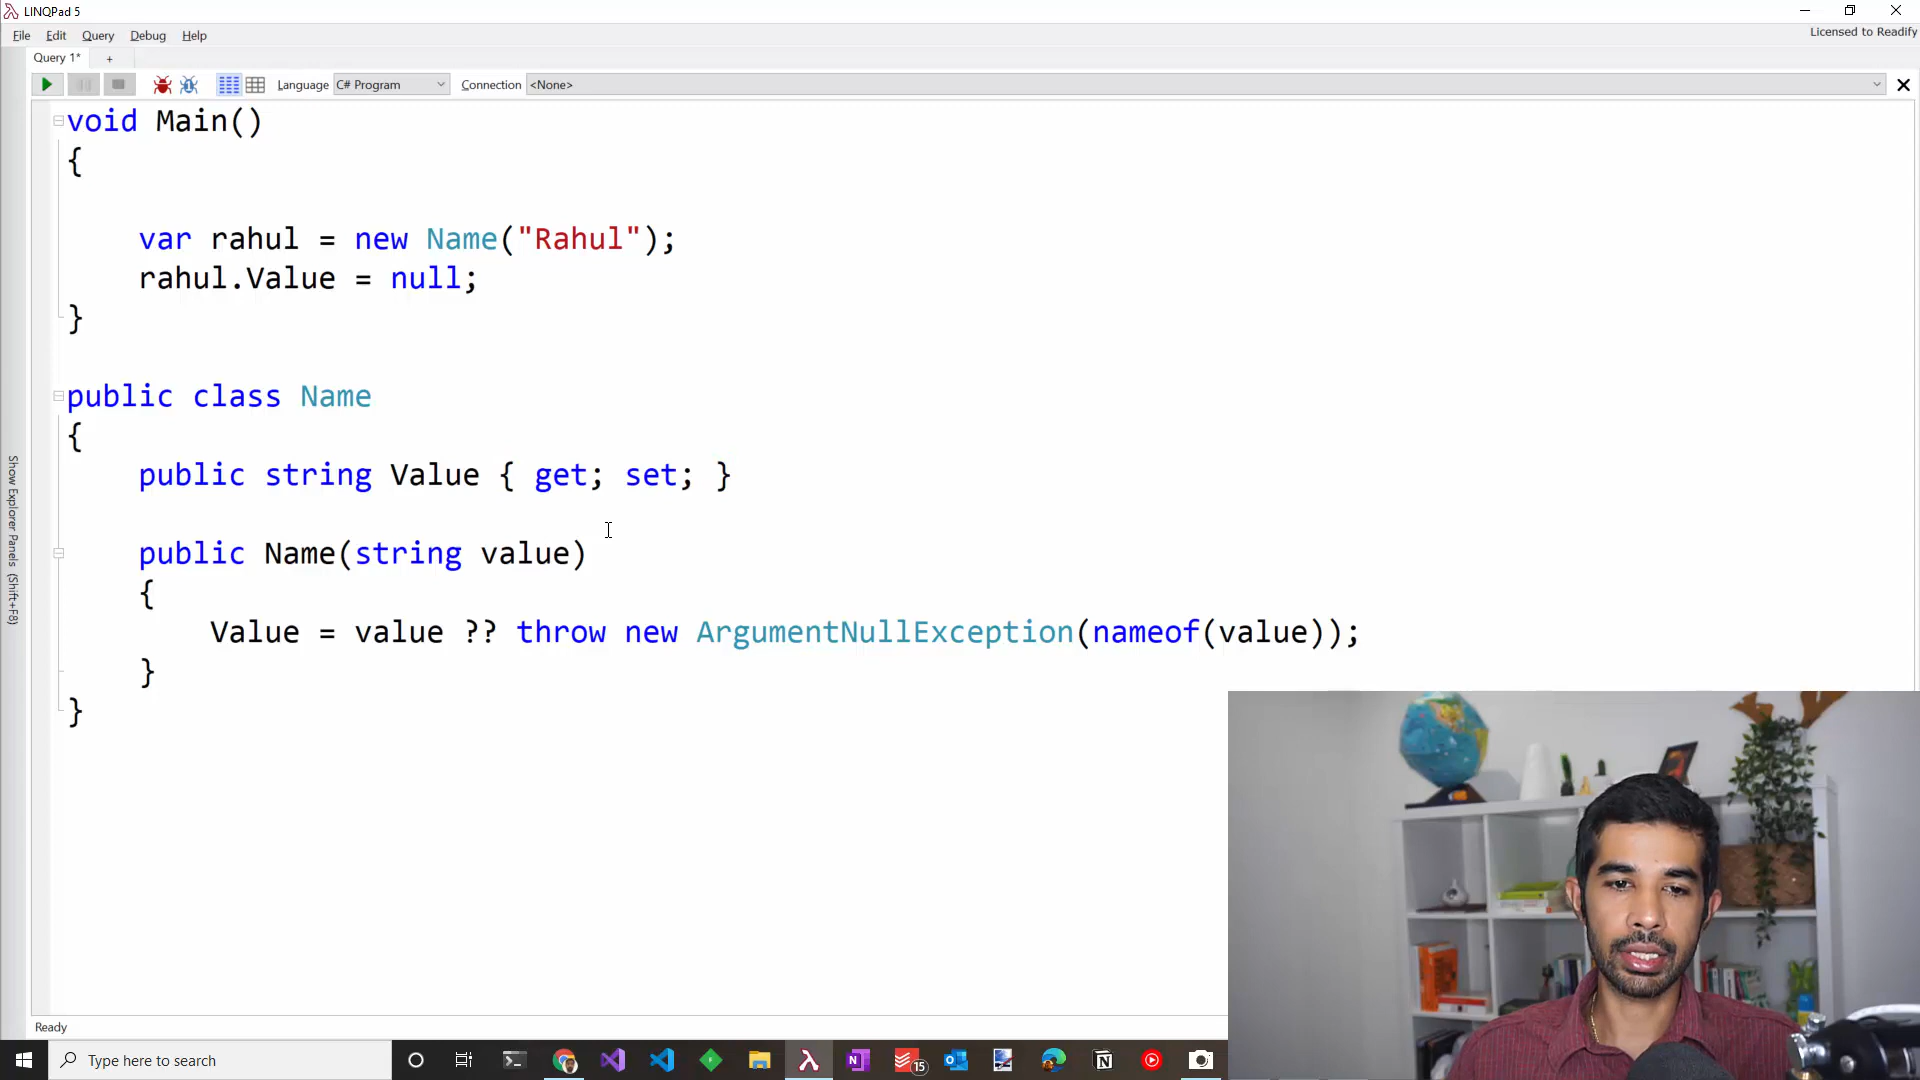 LINQPad 5
File Edit Query Debug Help
Licensed to Readify
Query 1* +
Language C# Program Connection <None>
void Main()
{
var rahul = new Name("Rahul");
rahul.Value = null;
}
public class Name
{
public string Value { get; set; }
public Name(string value)
{
Value = value ?? throw new ArgumentNullException(nameof(value));
}
}
Show Explorer Panels (Shift+F8)
Ready
Type here to search
15